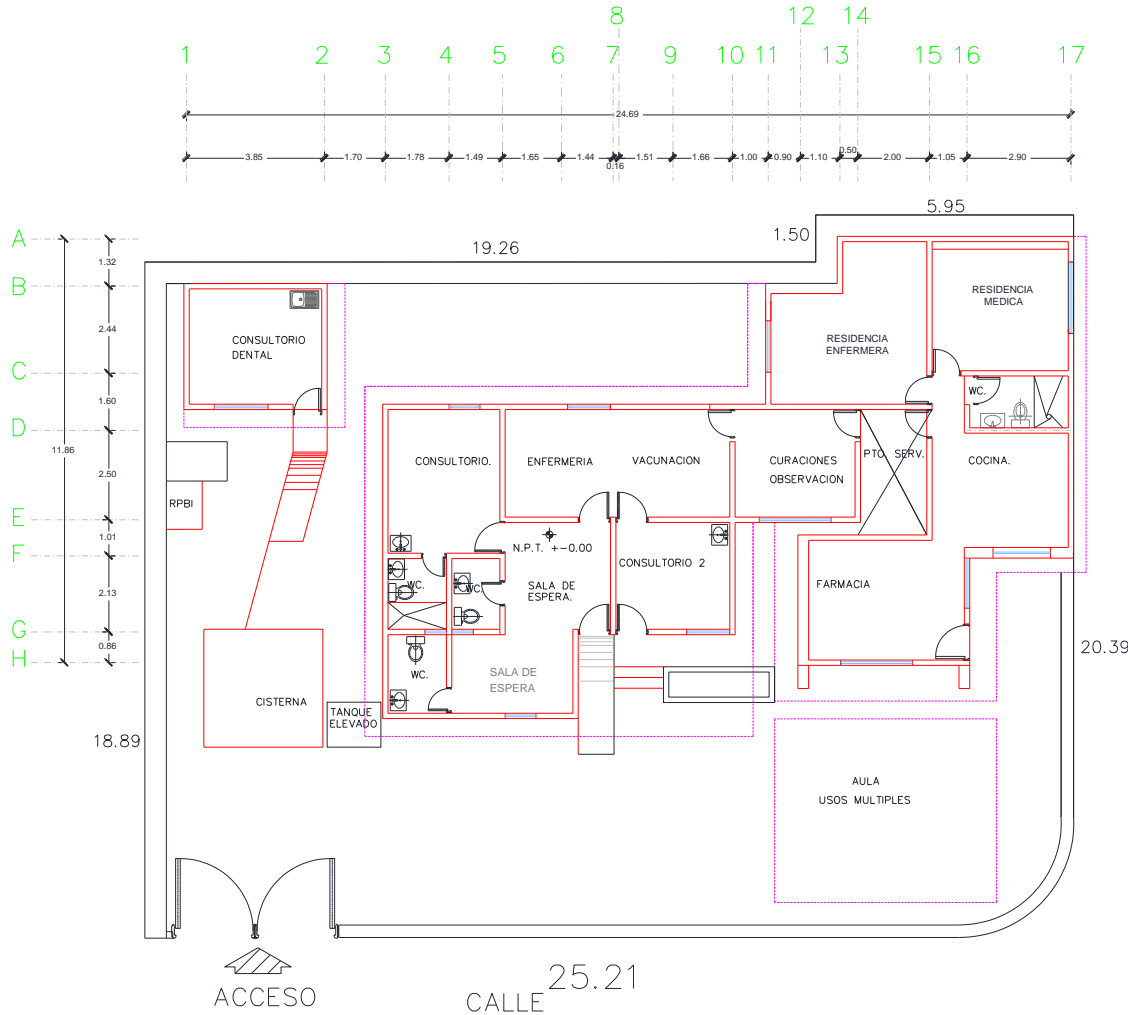 8
12 14
1 2 3 4 5 6 7 9 10 11 13 15 16 17
24.69
3.85 1.70 1.78 1.49 1.65 1.44 0.16 1.51 1.66 1.00 0.90 1.10 0.50 2.00 1.05 2.90
5.95
1.50
19.26
A
B
C
D
E
F
G
H
11.86
1.32
2.44
1.60
2.50
1.01
2.13
0.86
CONSULTORIO
DENTAL
RESIDENCIA
MEDICA
RESIDENCIA
ENFERMERA
WC.
CONSULTORIO.
ENFERMERIA
VACUNACION
CURACIONES
OBSERVACION
PTO. SERV.
COCINA.
RPBI
N.P.T. +-0.00
CONSULTORIO 2
SALA DE
ESPERA.
WC.
WC.
FARMACIA
WC.
SALA DE
ESPERA
CISTERNA
TANQUE
ELEVADO
20.39
18.89
AULA
USOS MULTIPLES
ACCESO
CALLE
25.21